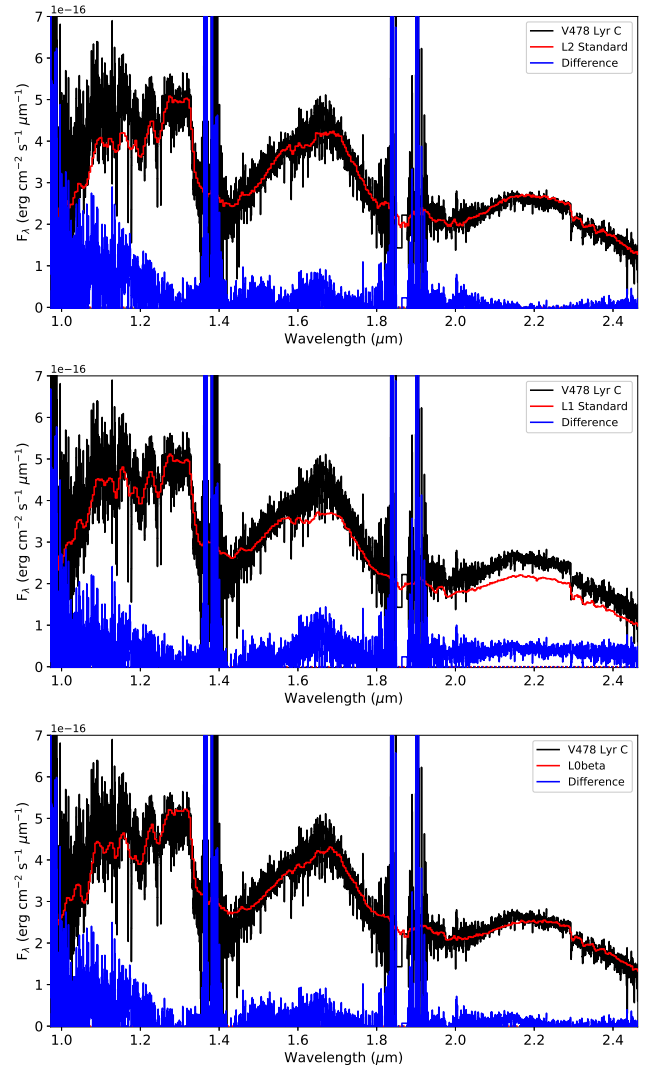 1e−16
7
6
5
4
3
2
1
0
F_λ (erg cm⁻² s⁻¹ μm⁻¹)
V478 Lyr C
L2 Standard
Difference
1.0 1.2 1.4 1.6 1.8 2.0 2.2 2.4
Wavelength (μm)
1e−16
7
6
5
4
3
2
1
0
F_λ (erg cm⁻² s⁻¹ μm⁻¹)
V478 Lyr C
L1 Standard
Difference
1.0 1.2 1.4 1.6 1.8 2.0 2.2 2.4
Wavelength (μm)
1e−16
7
6
5
4
3
2
1
0
F_λ (erg cm⁻² s⁻¹ μm⁻¹)
V478 Lyr C
L0beta
Difference
1.0 1.2 1.4 1.6 1.8 2.0 2.2 2.4
Wavelength (μm)